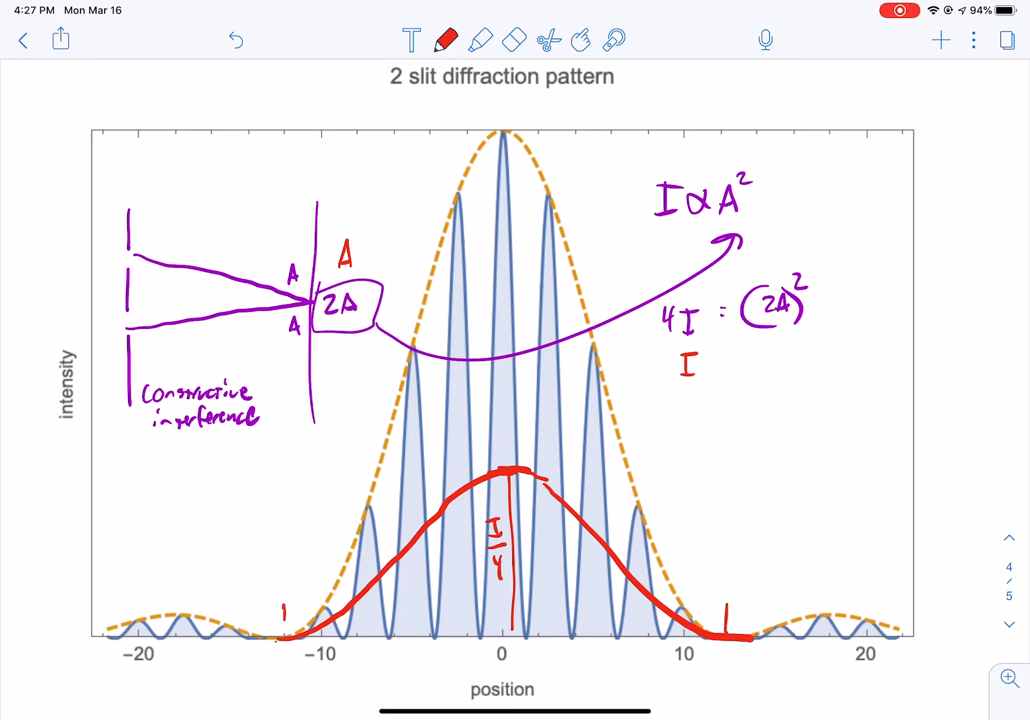 4:27 PM Mon Mar 16
94%
T
2 slit diffraction pattern
I ∝ A²
A
A
2A
A
4I = (2A)²
I
constructive
interference
intensity
I/4
4
/
5
-20
-10
0
10
20
position